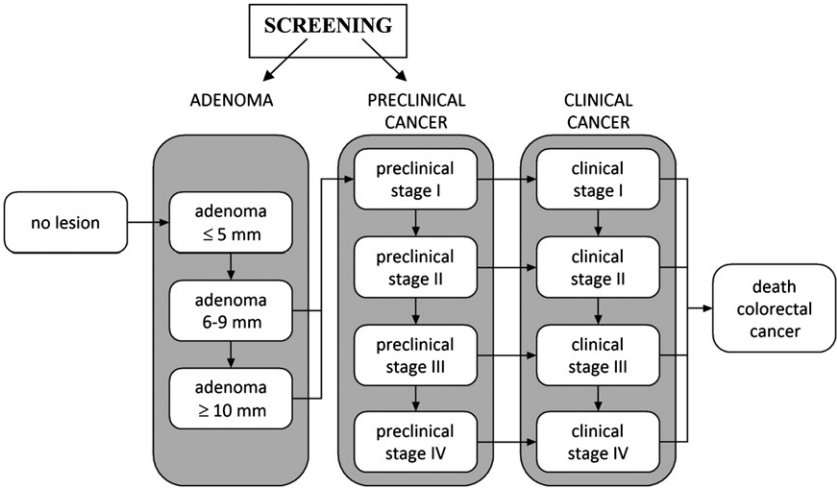 SCREENING
ADENOMA
PRECLINICAL
CANCER
CLINICAL
CANCER
no lesion
adenoma
≤ 5 mm
adenoma
6-9 mm
adenoma
≥ 10 mm
preclinical
stage I
preclinical
stage II
preclinical
stage III
preclinical
stage IV
clinical
stage I
clinical
stage II
clinical
stage III
clinical
stage IV
death
colorectal
cancer